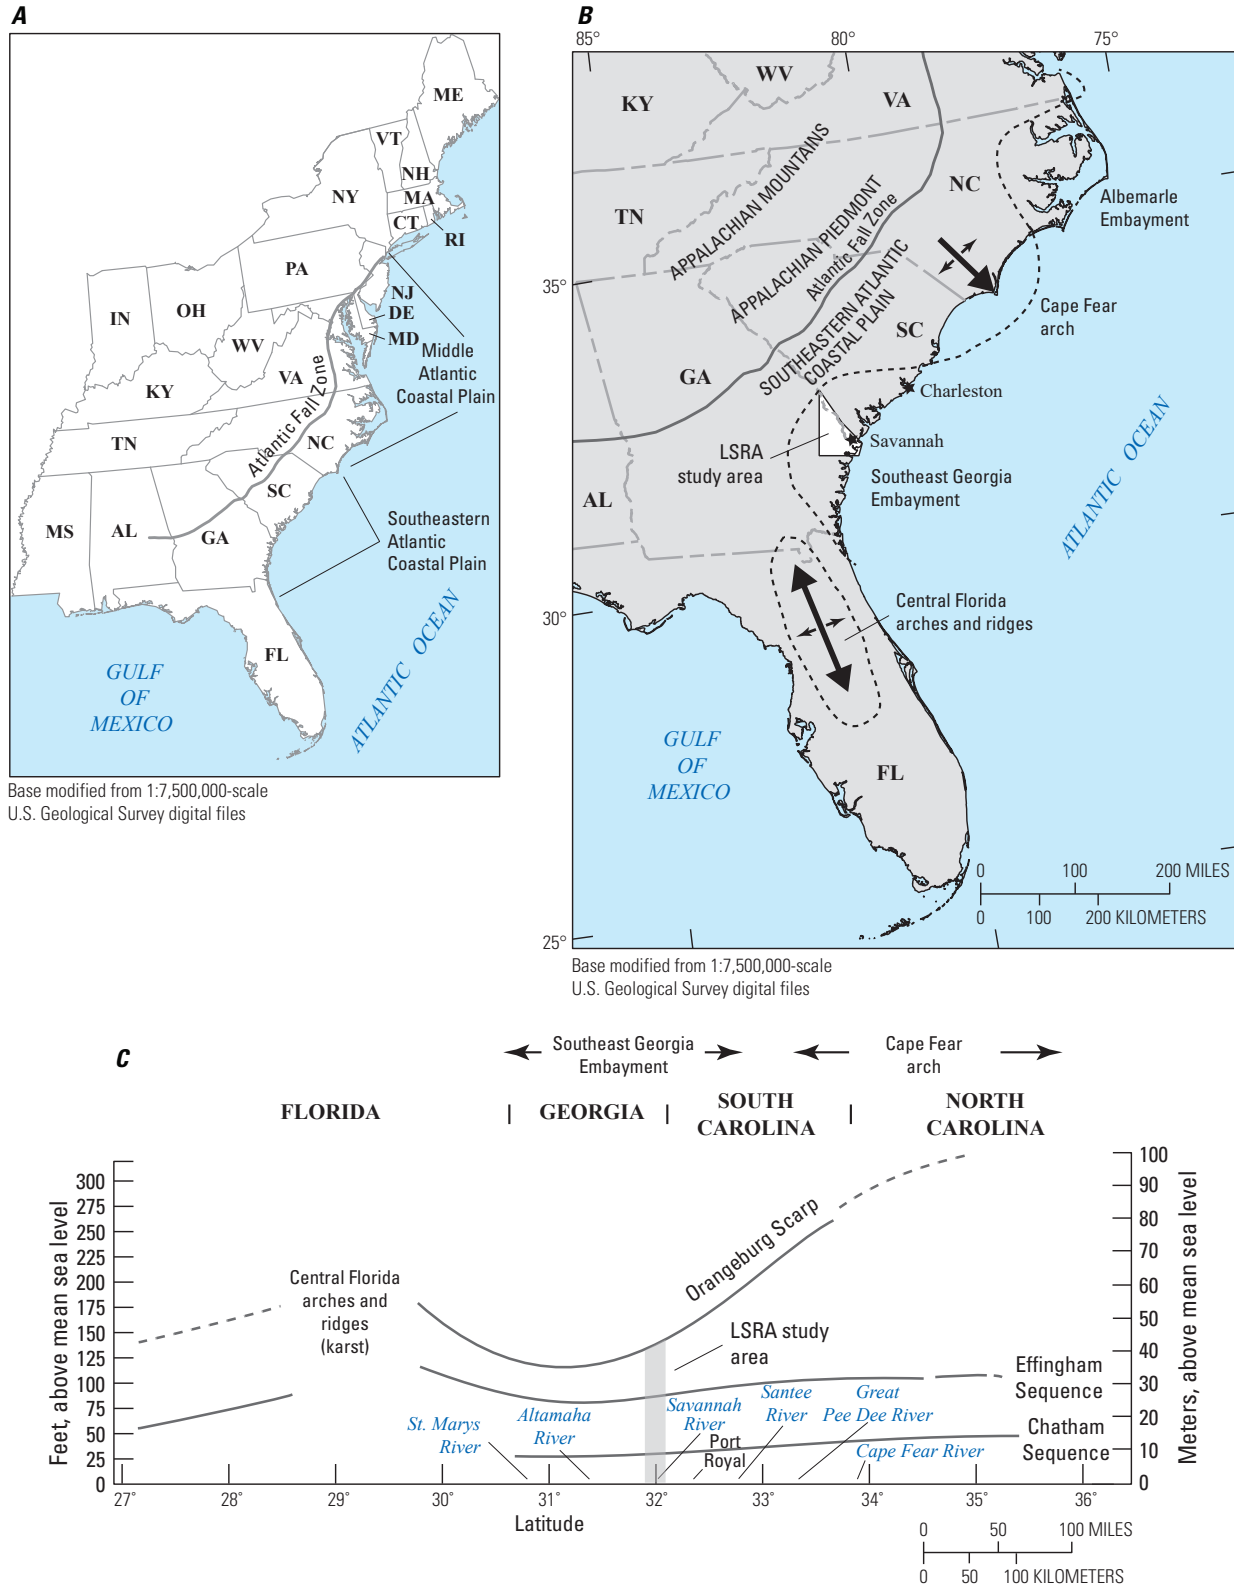 A
ME
VT
NH
NY
MA
CT
RI
PA
NJ
DE
MD
OH
IN
WV
VA
KY
Middle
Atlantic
Coastal Plain
Atlantic Fall Zone
TN
NC
SC
MS
AL
GA
Southeastern
Atlantic
Coastal Plain
FL
GULF
OF
MEXICO
ATLANTIC OCEAN
Base modified from 1:7,500,000-scale
U.S. Geological Survey digital files
B
85°
80°
75°
WV
KY
VA
APPALACHIAN MOUNTAINS
NC
TN
APPALACHIAN PIEDMONT
Atlantic Fall Zone
Albemarle
Embayment
35°
SOUTHEASTERN ATLANTIC
COASTAL PLAIN
SC
Cape Fear
arch
GA
Charleston
LSRA
study area
Savannah
Southeast Georgia
Embayment
AL
ATLANTIC OCEAN
30°
Central Florida
arches and ridges
GULF
OF
MEXICO
FL
0 100 200 MILES
0 100 200 KILOMETERS
25°
Base modified from 1:7,500,000-scale
U.S. Geological Survey digital files
C
Southeast Georgia
Embayment
Cape Fear
arch
FLORIDA | GEORGIA | SOUTH
CAROLINA | NORTH
CAROLINA
Feet, above mean sea level
300
275
250
225
200
175
150
125
100
75
50
25
0
Central Florida
arches and
ridges
(karst)
Orangeburg Scarp
LSRA study
area
Effingham
Sequence
Chatham
Sequence
St. Marys
River
Altamaha
River
Savannah
River
Port
Royal
Santee
River
Great
Pee Dee River
Cape Fear River
100
90
80
70
60
50
40
30
20
10
0
Meters, above mean sea level
27° 28° 29° 30° 31° 32° 33° 34° 35° 36°
Latitude
0 50 100 MILES
0 50 100 KILOMETERS